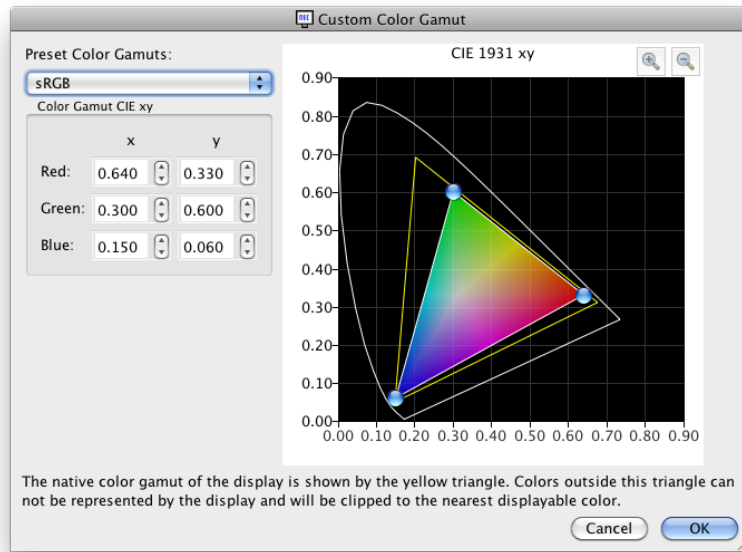 NEC Custom Color Gamut
Preset Color Gamuts:
sRGB
Color Gamut CIE xy
x y
Red: 0.640 0.330
Green: 0.300 0.600
Blue: 0.150 0.060
CIE 1931 xy
0.90
0.80
0.70
0.60
0.50
0.40
0.30
0.20
0.10
0.00
0.00 0.10 0.20 0.30 0.40 0.50 0.60 0.70 0.80 0.90
The native color gamut of the display is shown by the yellow triangle. Colors outside this triangle can
not be represented by the display and will be clipped to the nearest displayable color.
Cancel OK